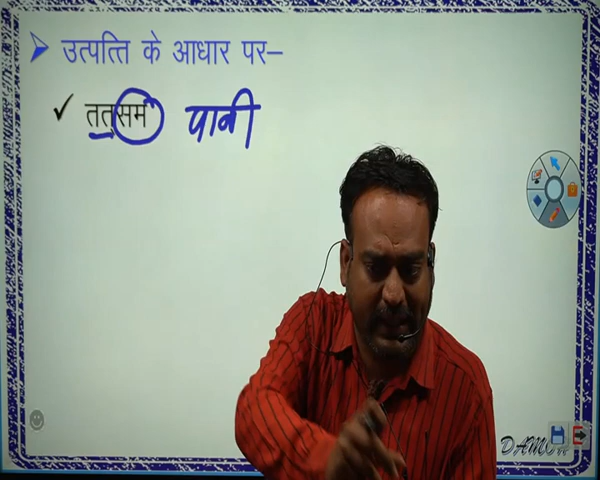 उत्पत्ति के आधार पर–
तत्सम पानी